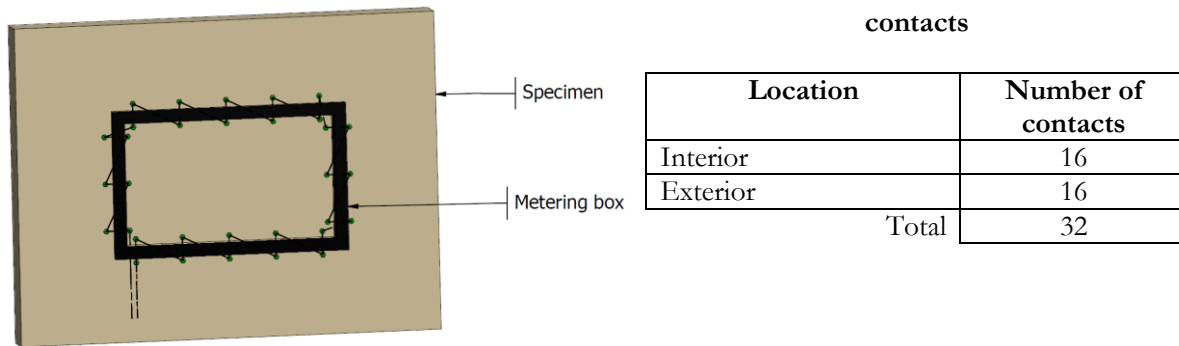 Specimen
Metering box
contacts
Location Number of
contacts
Interior 16
Exterior 16
Total 32